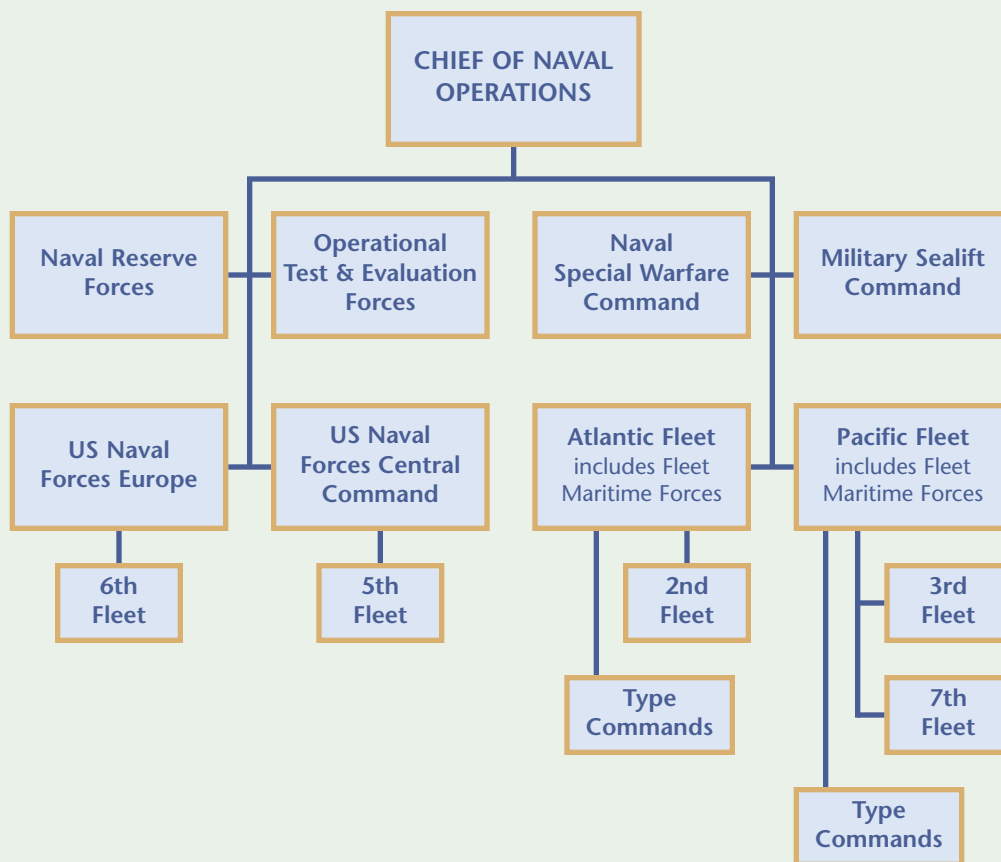 CHIEF OF NAVAL
OPERATIONS
Naval Reserve
Forces
Operational
Test & Evaluation
Forces
Naval
Special Warfare
Command
Military Sealift
Command
US Naval
Forces Europe
US Naval
Forces Central
Command
Atlantic Fleet
includes Fleet
Maritime Forces
Pacific Fleet
includes Fleet
Maritime Forces
6th
Fleet
5th
Fleet
2nd
Fleet
3rd
Fleet
Type
Commands
7th
Fleet
Type
Commands